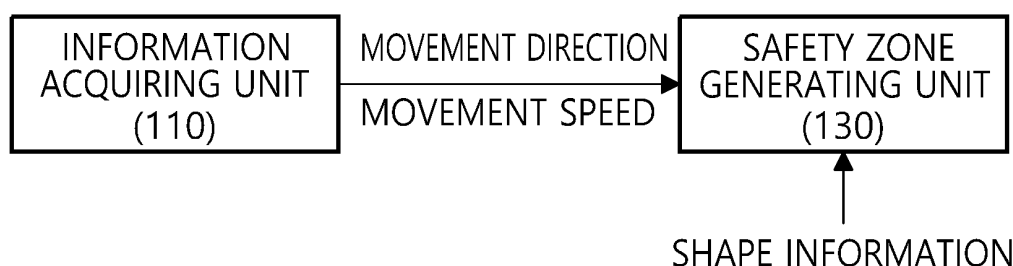 INFORMATION
ACQUIRING UNIT
(110)
MOVEMENT DIRECTION
MOVEMENT SPEED
SAFETY ZONE
GENERATING UNIT
(130)
SHAPE INFORMATION